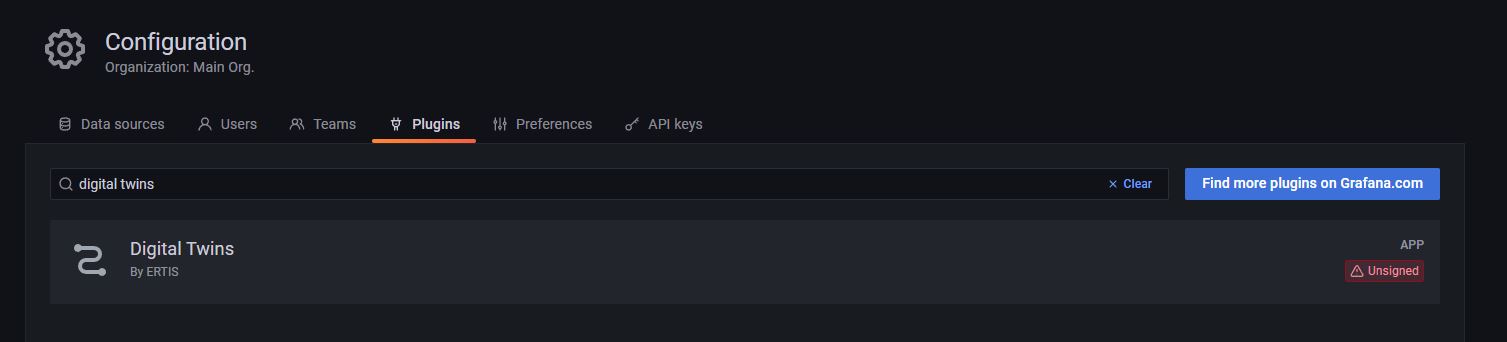 Configuration
Organization: Main Org.
Data sources Users Teams Plugins Preferences API keys
digital twins Clear Find more plugins on Grafana.com
Digital Twins APP
By ERTIS Unsigned